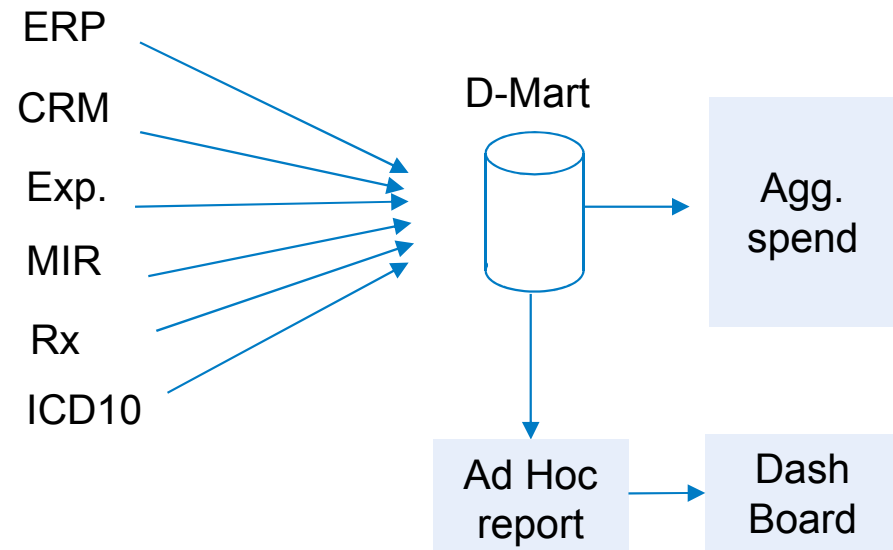 ERP
CRM
Exp.
MIR
Rx
ICD10
D-Mart
Agg.
spend
Ad Hoc
report
Dash
Board